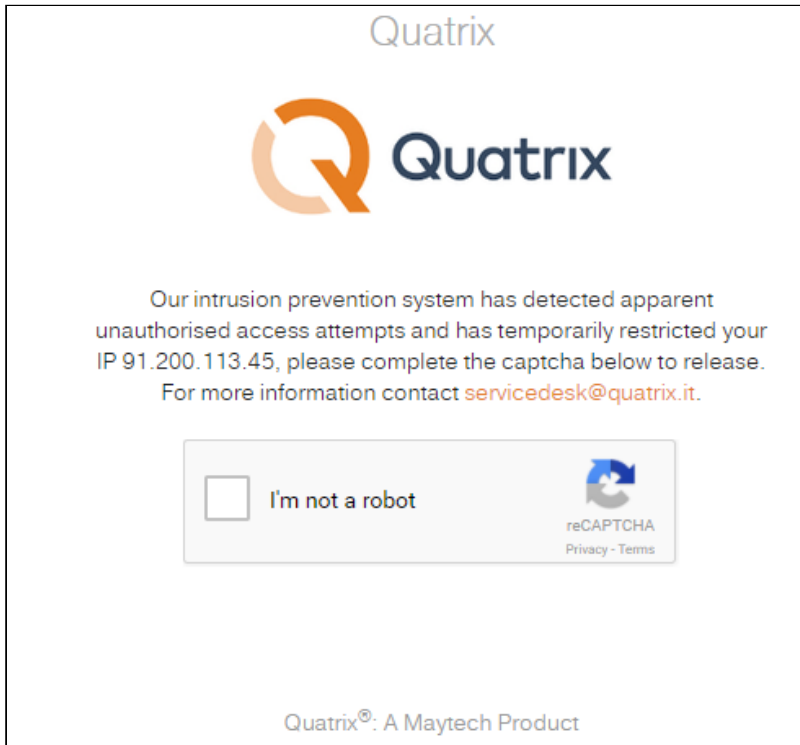 Quatrix
Quatrix
Our intrusion prevention system has detected apparent
unauthorised access attempts and has temporarily restricted your
IP 91.200.113.45, please complete the captcha below to release.
For more information contact servicedesk@quatrix.it.
I'm not a robot
reCAPTCHA
Privacy - Terms
Quatrix®: A Maytech Product